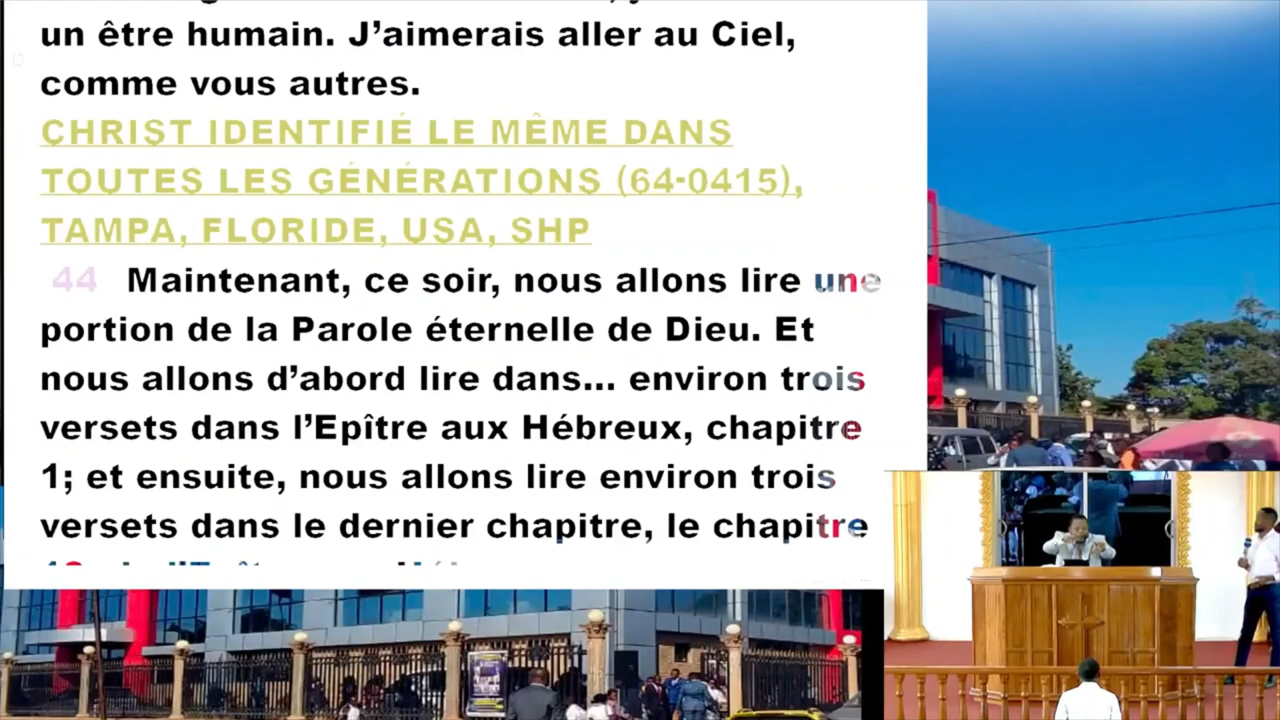 un être humain. J’aimerais aller au Ciel,
comme vous autres.
CHRIST IDENTIFIÉ LE MÊME DANS
TOUTES LES GÉNÉRATIONS (64-0415),
TAMPA, FLORIDE, USA, SHP
44 Maintenant, ce soir, nous allons lire une
portion de la Parole éternelle de Dieu. Et
nous allons d’abord lire dans... environ trois
versets dans l’Epître aux Hébreux, chapitre
1; et ensuite, nous allons lire environ trois
versets dans le dernier chapitre, le chapitre